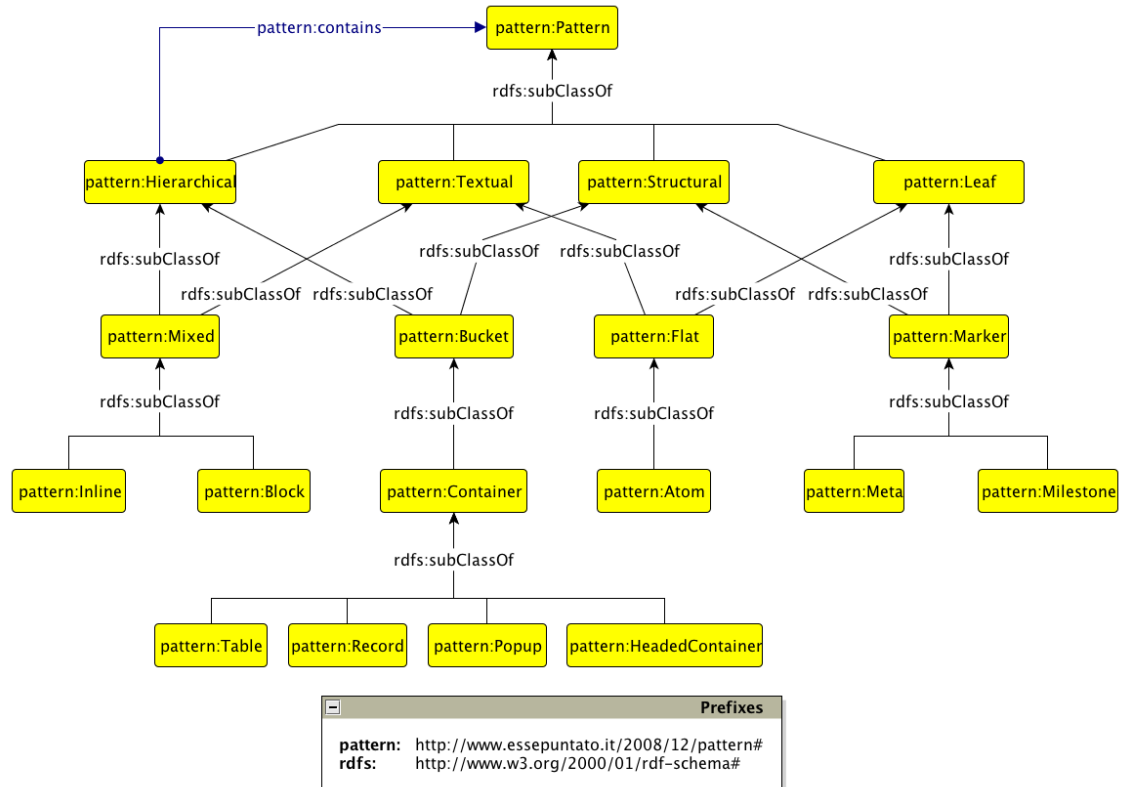 pattern:contains
pattern:Pattern
rdfs:subClassOf
pattern:Hierarchical
pattern:Textual
pattern:Structural
pattern:Leaf
rdfs:subClassOf
rdfs:subClassOf
rdfs:subClassOf
rdfs:subClassOf
rdfs:subClassOf
rdfs:subClassOf
rdfs:subClassOf
rdfs:subClassOf
pattern:Mixed
pattern:Bucket
pattern:Flat
pattern:Marker
rdfs:subClassOf
rdfs:subClassOf
rdfs:subClassOf
rdfs:subClassOf
pattern:Inline
pattern:Block
pattern:Container
pattern:Atom
pattern:Meta
pattern:Milestone
rdfs:subClassOf
pattern:Table
pattern:Record
pattern:Popup
pattern:HeadedContainer
Prefixes
pattern: http://www.essepuntato.it/2008/12/pattern#
rdfs: http://www.w3.org/2000/01/rdf-schema#